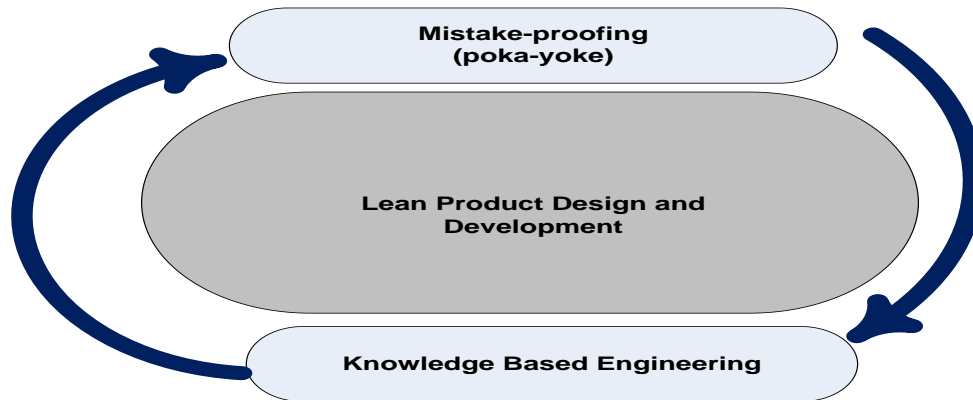 Mistake-proofing
(poka-yoke)
Lean Product Design and
Development
Knowledge Based Engineering